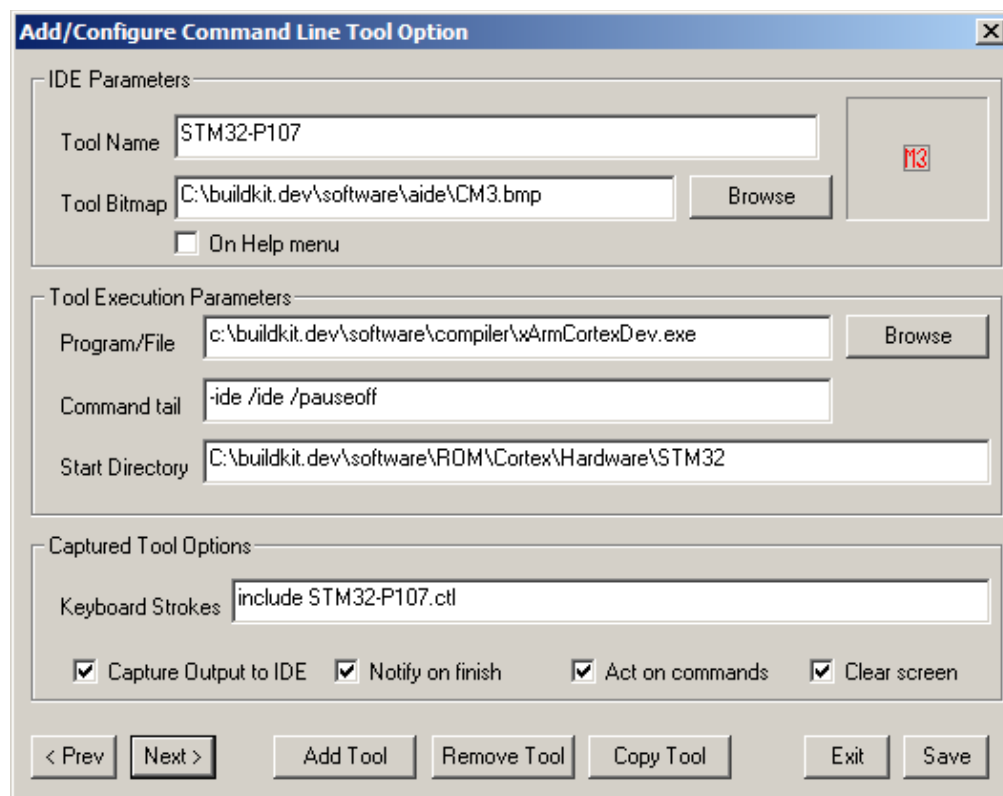 Add/Configure Command Line Tool Option
IDE Parameters
Tool Name STM32-P107
M3
Tool Bitmap C:\buildkit.dev\software\aide\CM3.bmp Browse
On Help menu
Tool Execution Parameters
Program/File c:\buildkit.dev\software\compiler\xArmCortexDev.exe Browse
Command tail -ide /ide /pauseoff
Start Directory C:\buildkit.dev\software\ROM\Cortex\Hardware\STM32
Captured Tool Options
Keyboard Strokes include STM32-P107.ctl
Capture Output to IDE Notify on finish Act on commands Clear screen
< Prev Next > Add Tool Remove Tool Copy Tool Exit Save